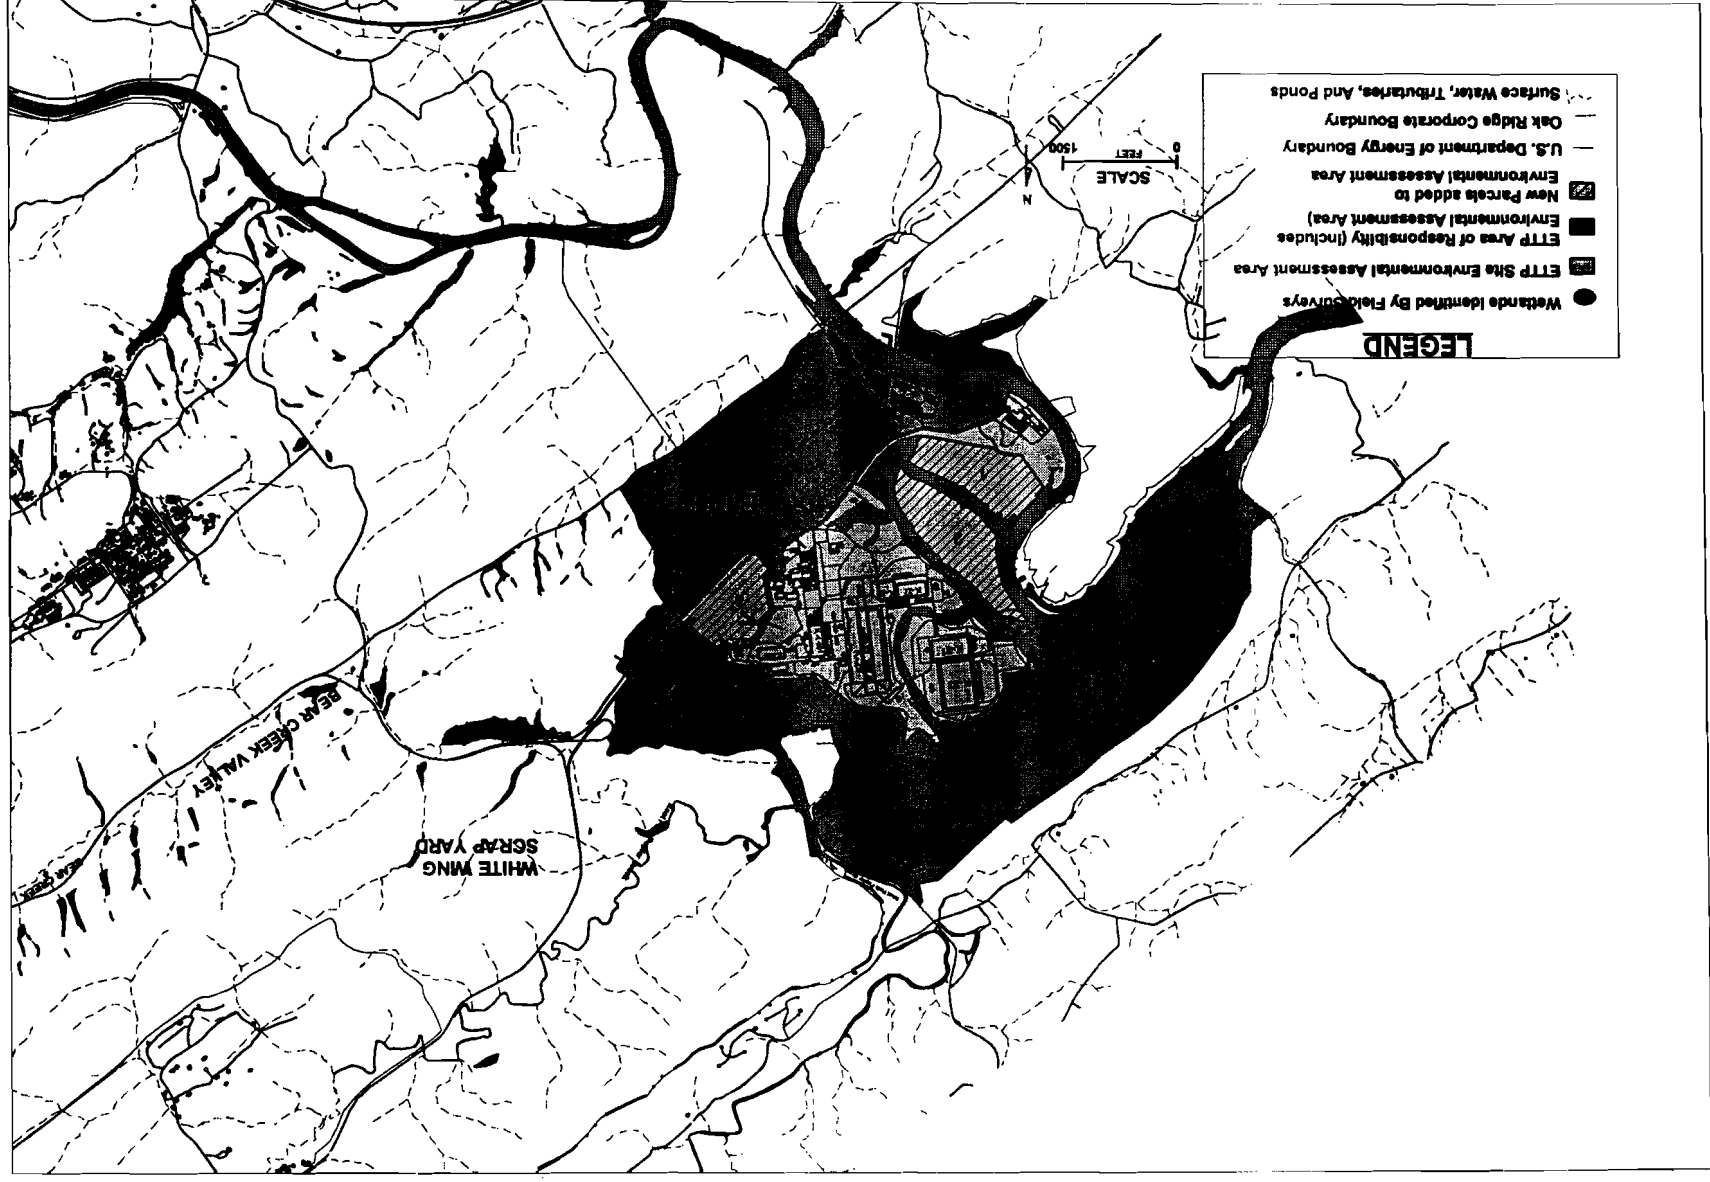 WHITE WING
SCRAP YARD
BEAR CREEK VALLEY
BEAR CREEK
LEGEND
Wetlands Identified By Field Surveys
ETTP Site Environmental Assessment Area
ETTP Area of Responsibility (Includes
Environmental Assessment Area)
New Parcels added to
Environmental Assessment Area
U.S. Department of Energy Boundary
Oak Ridge Corporate Boundary
Surface Water, Tributaries, And Ponds
N
SCALE
0 FEET 1500